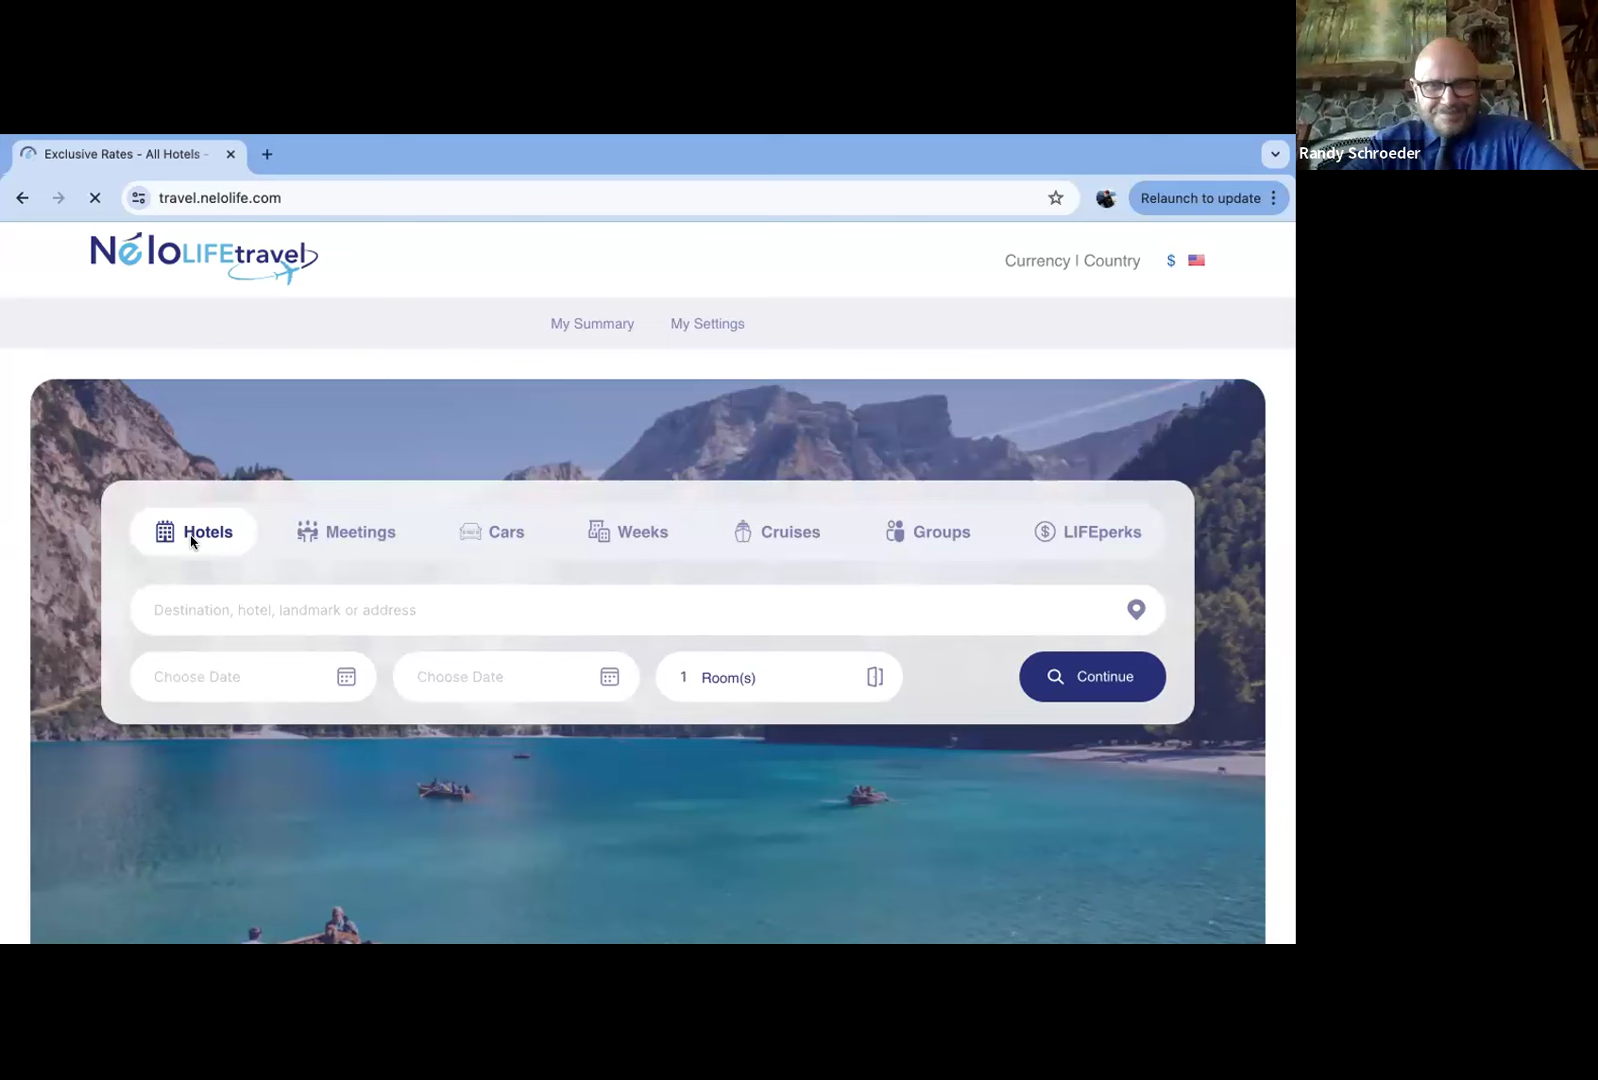 Randy Schroeder
Exclusive Rates - All Hotels -
travel.nelolife.com
Relaunch to update
NéloLIFEtravel
Currency | Country $
My Summary My Settings
Hotels Meetings Cars Weeks Cruises Groups LIFEperks
Destination, hotel, landmark or address
Choose Date Choose Date 1 Room(s) Continue